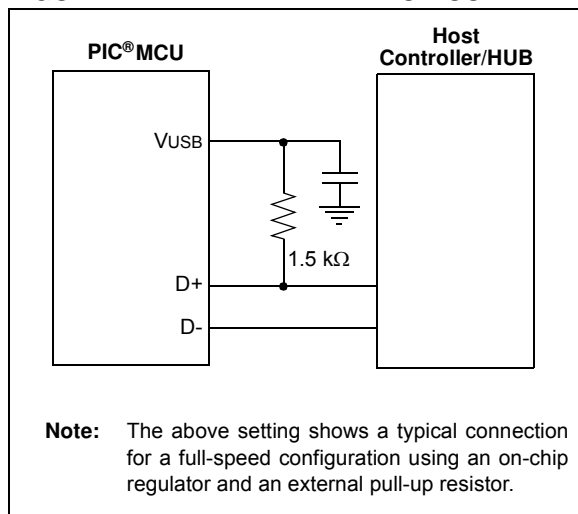 PIC®MCU
Host
Controller/HUB
VUSB
1.5 kΩ
D+
D-
Note: The above setting shows a typical connection
for a full-speed configuration using an on-chip
regulator and an external pull-up resistor.